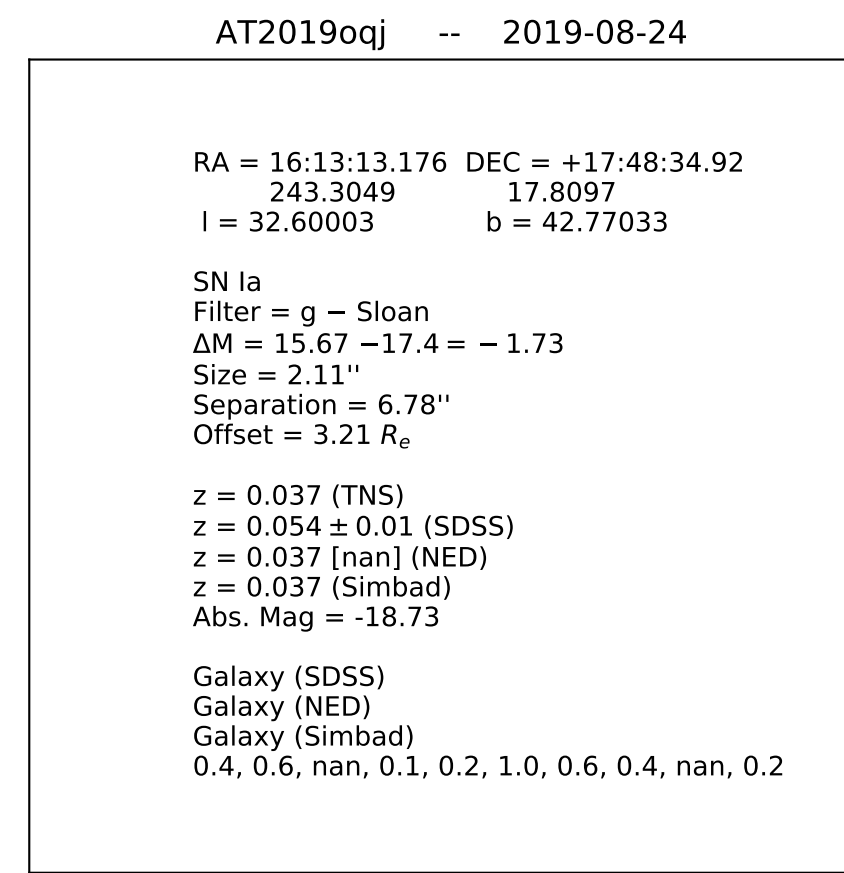 AT2019oqj -- 2019-08-24
RA = 16:13:13.176 DEC = +17:48:34.92
243.3049 17.8097
l = 32.60003 b = 42.77033
SN Ia
Filter = g − Sloan
ΔM = 15.67 −17.4 = − 1.73
Size = 2.11''
Separation = 6.78''
Offset = 3.21 Rₑ
z = 0.037 (TNS)
z = 0.054 ± 0.01 (SDSS)
z = 0.037 [nan] (NED)
z = 0.037 (Simbad)
Abs. Mag = -18.73
Galaxy (SDSS)
Galaxy (NED)
Galaxy (Simbad)
0.4, 0.6, nan, 0.1, 0.2, 1.0, 0.6, 0.4, nan, 0.2